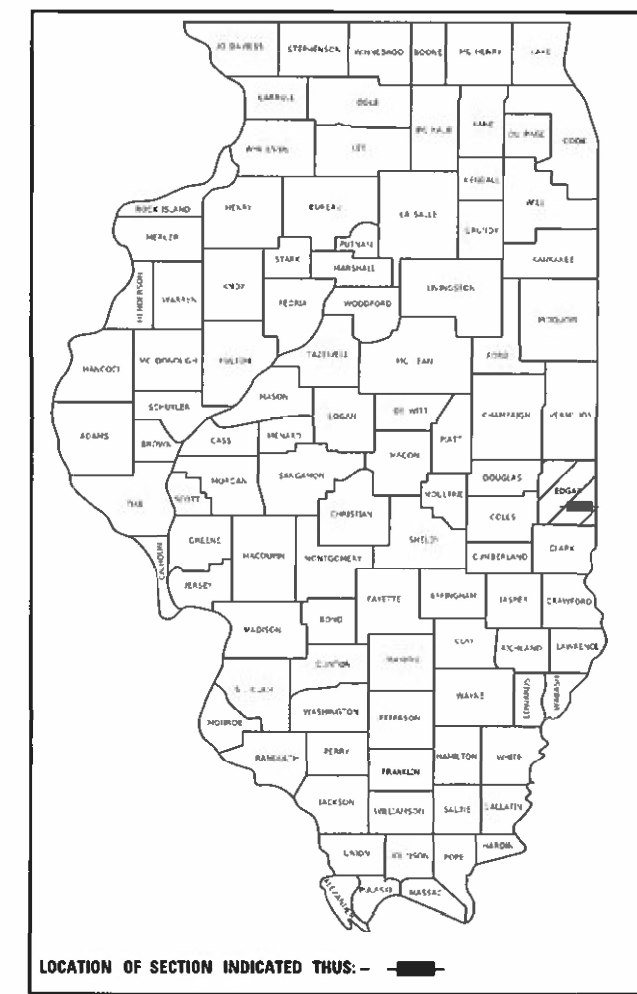 JO DAVIESS STEPHENSON WINNEBAGO BOONE MC HENRY LAKE
CARROLL OGLE
WHITESIDE LEE DE KALB KANE DU PAGE COOK
KENDALL WILL
ROCK ISLAND HENRY BUREAU LA SALLE GRUNDY
MERCER PUTNAM KANKAKEE
STARK MARSHALL
HENDERSON WARREN KNOX PEORIA WOODFORD LIVINGSTON IROQUOIS
HANCOCK MC DONOUGH FULTON TAZEWELL MC LEAN FORD
SCHUYLER MASON LOGAN DE WITT CHAMPAIGN VERMILION
ADAMS BROWN CASS MENARD MACON PIATT
PIKE SCOTT MORGAN SANGAMON CHRISTIAN MOULTRIE DOUGLAS EDGAR
COLES
GREENE MACOUPIN MONTGOMERY SHELBY CUMBERLAND CLARK
CALHOUN JERSEY FAYETTE EFFINGHAM JASPER CRAWFORD
MADISON BOND CLAY RICHLAND LAWRENCE
CLINTON MARION WAYNE EDWARDS WABASH
ST CLAIR WASHINGTON JEFFERSON
MONROE RANDOLPH PERRY FRANKLIN HAMILTON WHITE
JACKSON WILLIAMSON SALINE GALLATIN
UNION JOHNSON POPE HARDIN
ALEXANDER PULASKI MASSAC
LOCATION OF SECTION INDICATED THUS: -